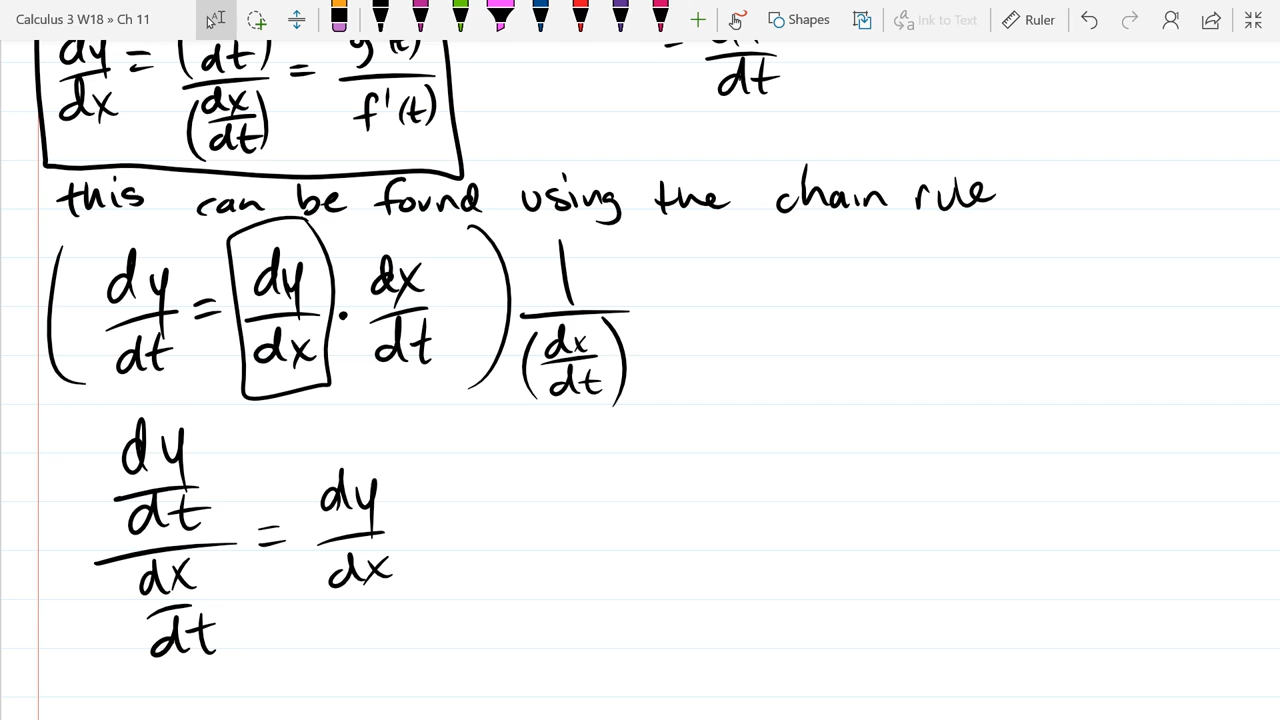 Calculus 3 W18 » Ch 11
Shapes
Ink to Text
Ruler
dy/dx = (dt)/(dx/dt) = g'(t)/f'(t)
dt
this can be found using the chain rule
( dy/dt = dy/dx · dx/dt ) 1/(dx/dt)
dy/dt / dx/dt = dy/dx